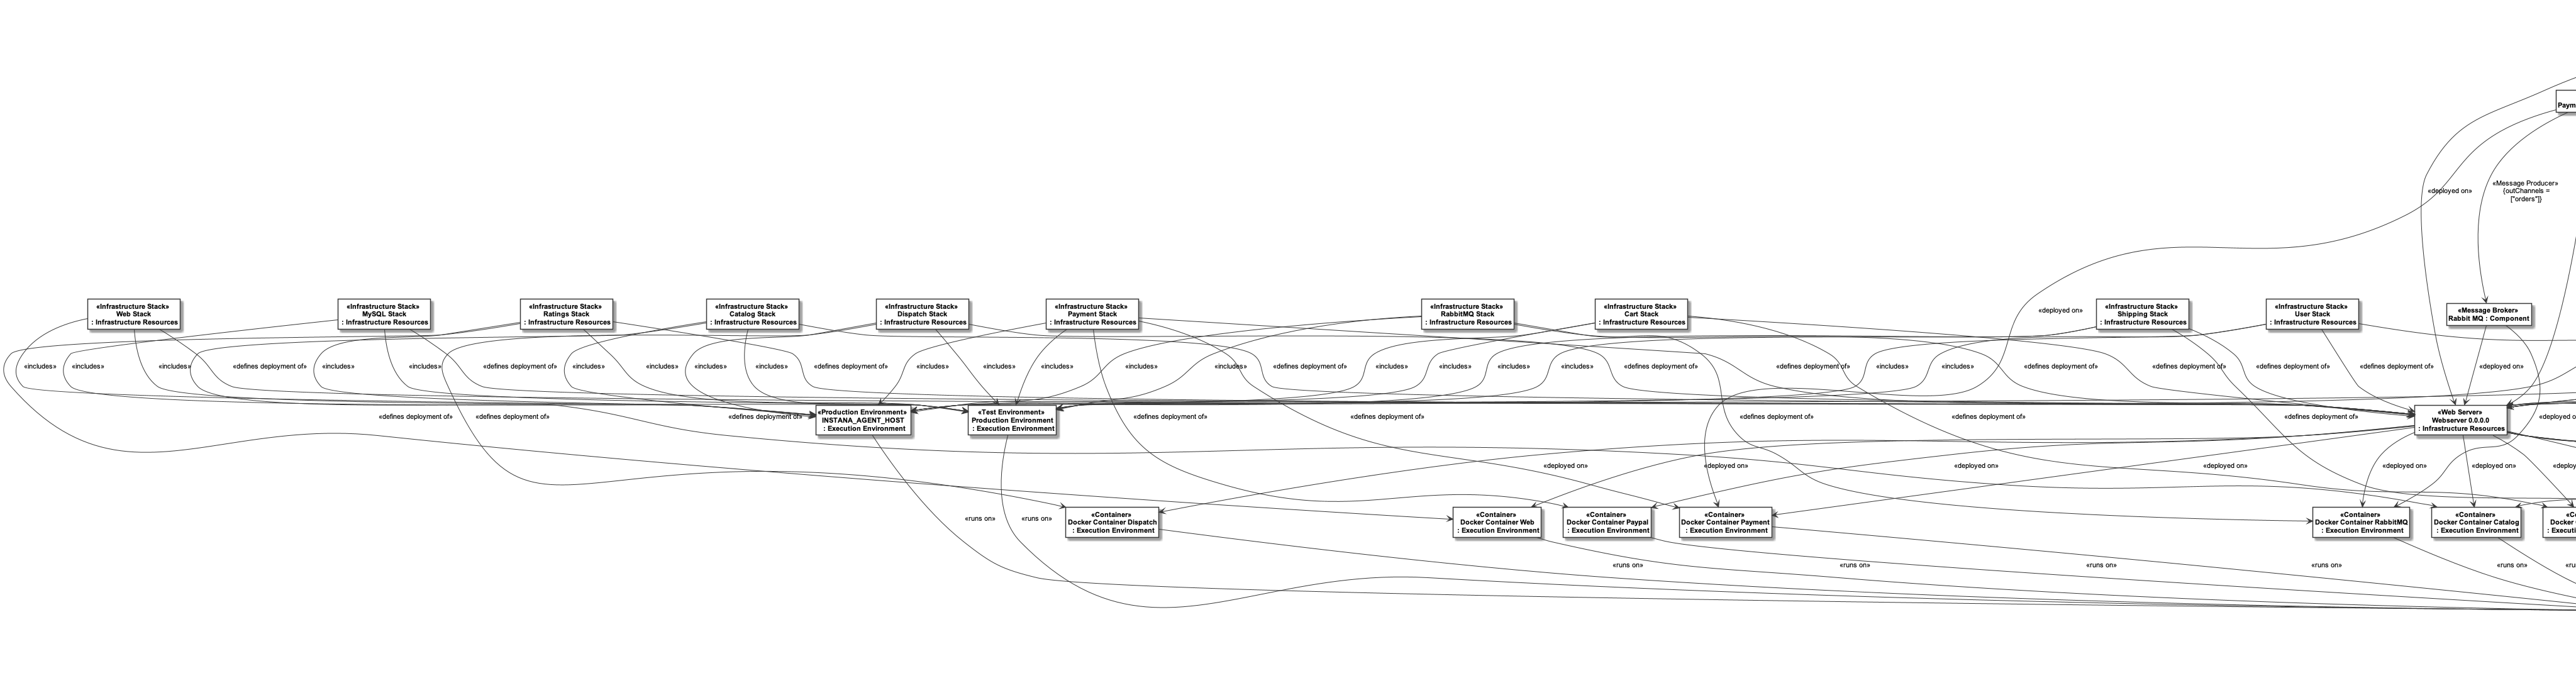 Paym
«deployed on»
«Message Producer»
{outChannels =
["orders"]}
«Infrastructure Stack»
Web Stack
: Infrastructure Resources
«Infrastructure Stack»
MySQL Stack
: Infrastructure Resources
«Infrastructure Stack»
Ratings Stack
: Infrastructure Resources
«Infrastructure Stack»
Catalog Stack
: Infrastructure Resources
«Infrastructure Stack»
Dispatch Stack
: Infrastructure Resources
«Infrastructure Stack»
Payment Stack
: Infrastructure Resources
«Infrastructure Stack»
RabbitMQ Stack
: Infrastructure Resources
«Infrastructure Stack»
Cart Stack
: Infrastructure Resources
«deployed on»
«Infrastructure Stack»
Shipping Stack
: Infrastructure Resources
«Infrastructure Stack»
User Stack
: Infrastructure Resources
«Message Broker»
Rabbit MQ : Component
«includes»
«includes»
«includes»
«defines deployment of»
«includes»
«includes»
«defines deployment of»
«includes»
«includes»
«includes»
«includes»
«defines deployment of»
«includes»
«includes»
«includes»
«defines deployment of»
«includes»
«includes»
«includes»
«defines deployment of»
«defines deployment of»
«includes»
«includes»
«defines deployment of»
«defines deployment of»
«defines deployment of»
«deployed on»
«defines deployment of»
«defines deployment of»
«defines deployment of»
«defines deployment of»
«defines deployment of»
«defines deployment of»
«defines deployment of»
«defines deployment of»
«defines deployment of»
«deployed o
«Production Environment»
INSTANA_AGENT_HOST
: Execution Environment
«Test Environment»
Production Environment
: Execution Environment
«Web Server»
Webserver 0.0.0.0
: Infrastructure Resources
«deployed on»
«deployed on»
«deployed on»
«deployed on»
«deployed on»
«deployed on»
«deploy
«runs on»
«runs on»
«Container»
Docker Container Dispatch
: Execution Environment
«Container»
Docker Container Web
: Execution Environment
«Container»
Docker Container Paypal
: Execution Environment
«Container»
Docker Container Payment
: Execution Environment
«Container»
Docker Container RabbitMQ
: Execution Environment
«Container»
Docker Container Catalog
: Execution Environment
«Co
Docker
: Executi
«runs on»
«runs on»
«runs on»
«runs on»
«runs on»
«ru